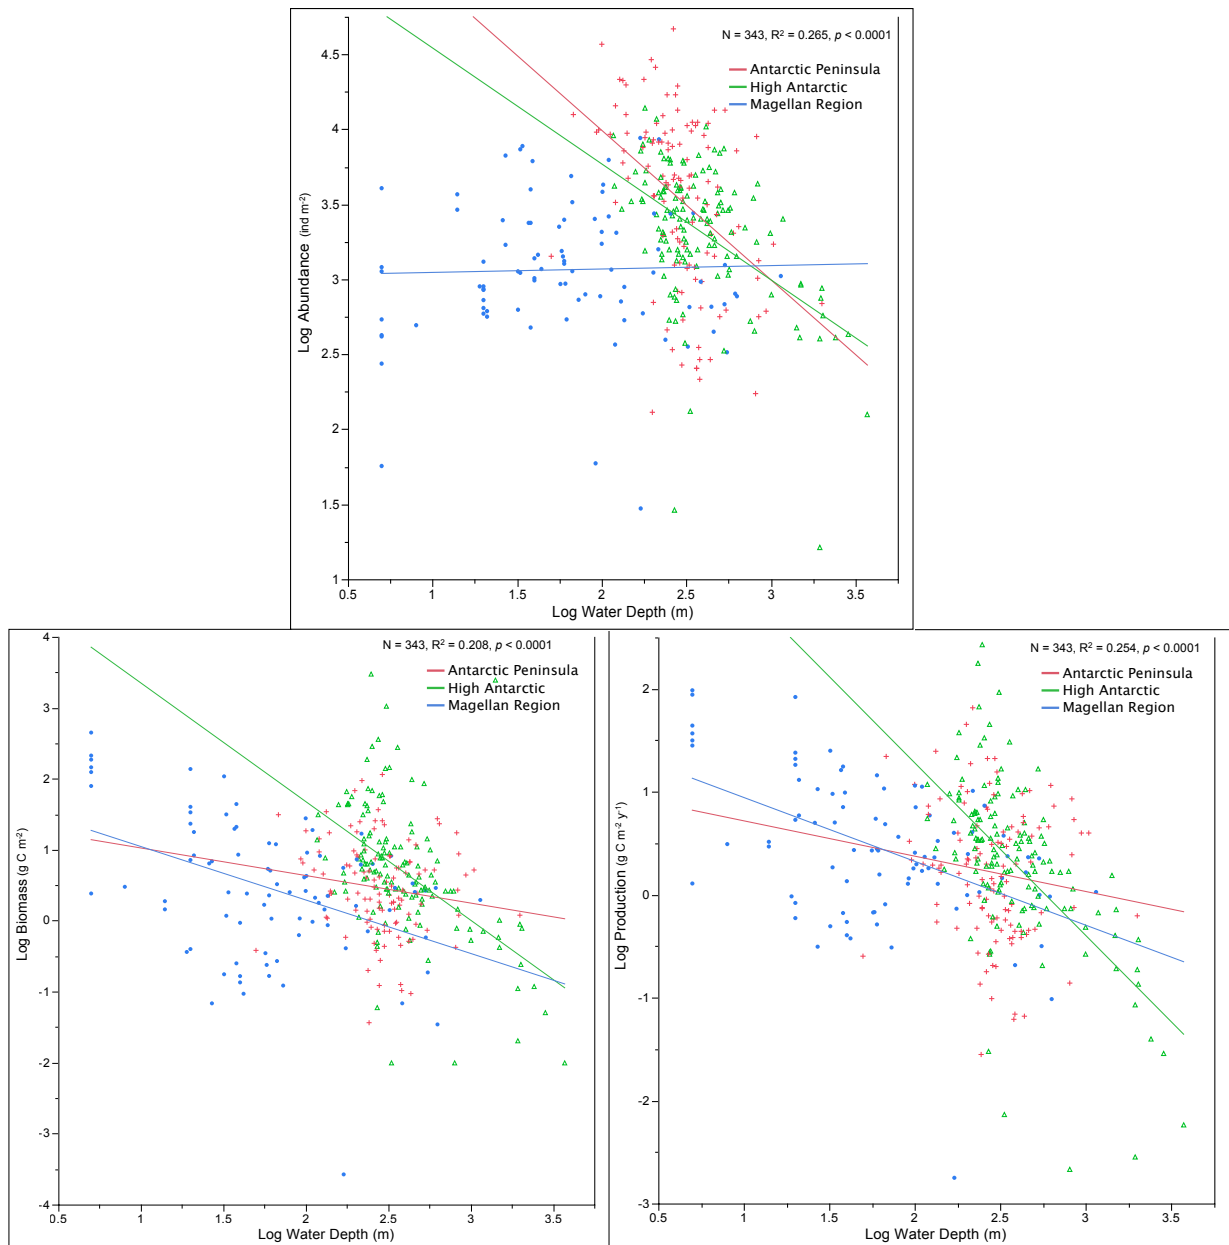 N = 343, R² = 0.265, p < 0.0001
Antarctic Peninsula
High Antarctic
Magellan Region
4.5
4
3.5
3
2.5
2
1.5
1
Log Abundance (ind m⁻²)
0.5 1 1.5 2 2.5 3 3.5
Log Water Depth (m)
N = 343, R² = 0.208, p < 0.0001
Antarctic Peninsula
High Antarctic
Magellan Region
4
3
2
1
0
-1
-2
-3
-4
Log Biomass (g C m⁻²)
0.5 1 1.5 2 2.5 3 3.5
Log Water Depth (m)
N = 343, R² = 0.254, p < 0.0001
Antarctic Peninsula
High Antarctic
Magellan Region
2
1
0
-1
-2
-3
Log Production (g C m⁻² y⁻¹)
0.5 1 1.5 2 2.5 3 3.5
Log Water Depth (m)